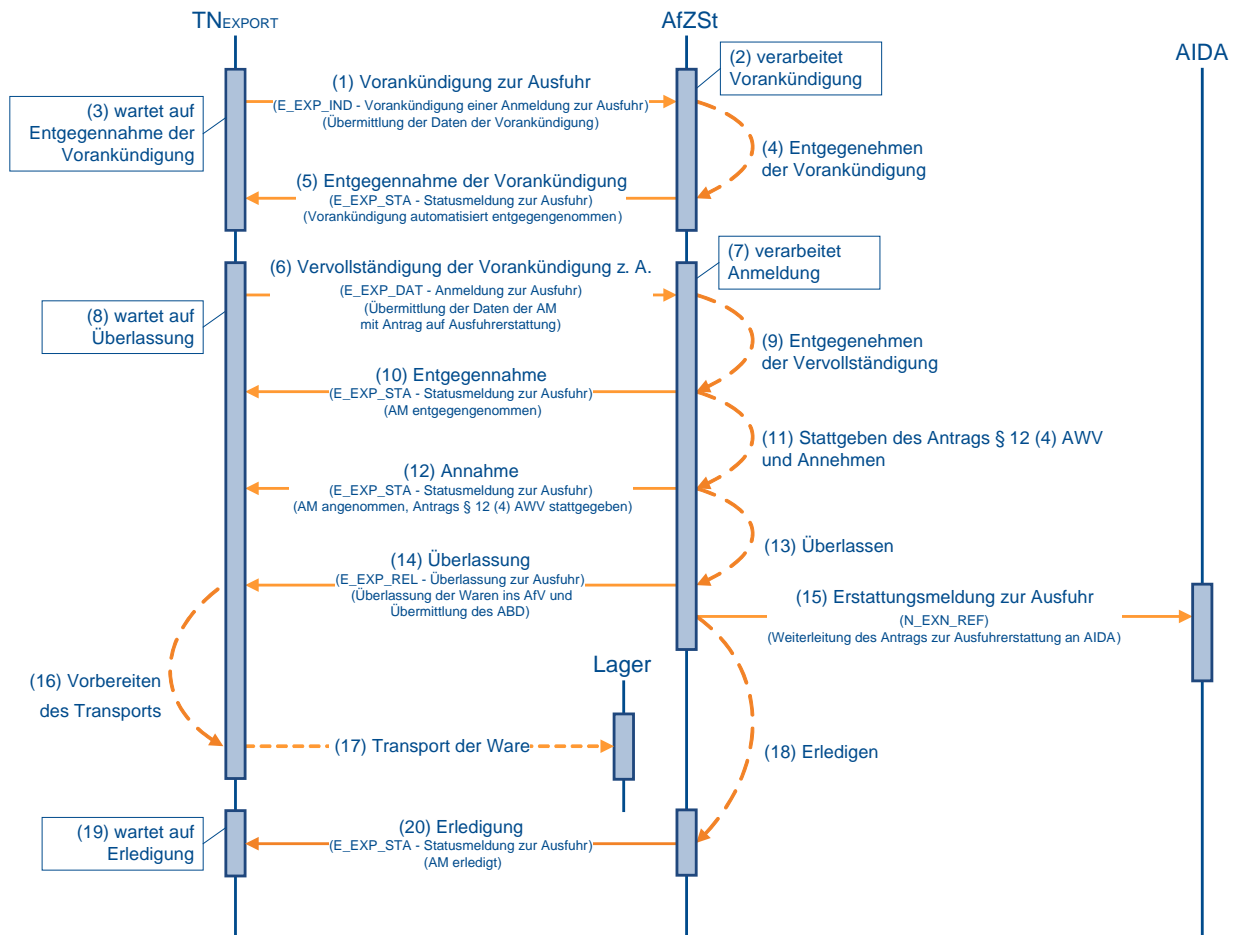 TNEXPORT
AfZSt
AIDA
(1) Vorankündigung zur Ausfuhr
(E_EXP_IND - Vorankündigung einer Anmeldung zur Ausfuhr)
(Übermittlung der Daten der Vorankündigung)
(2) verarbeitet
Vorankündigung
(3) wartet auf
Entgegennahme der
Vorankündigung
(4) Entgegenehmen
der Vorankündigung
(5) Entgegennahme der Vorankündigung
(E_EXP_STA - Statusmeldung zur Ausfuhr)
(Vorankündigung automatisiert entgegengenommen)
(6) Vervollständigung der Vorankündigung z. A.
(E_EXP_DAT - Anmeldung zur Ausfuhr)
(Übermittlung der Daten der AM
mit Antrag auf Ausfuhrerstattung)
(7) verarbeitet
Anmeldung
(8) wartet auf
Überlassung
(9) Entgegenehmen
der Vervollständigung
(10) Entgegennahme
(E_EXP_STA - Statusmeldung zur Ausfuhr)
(AM entgegengenommen)
(11) Stattgeben des Antrags § 12 (4) AWV
und Annehmen
(12) Annahme
(E_EXP_STA - Statusmeldung zur Ausfuhr)
(AM angenommen, Antrags § 12 (4) AWV stattgegeben)
(13) Überlassen
(14) Überlassung
(E_EXP_REL - Überlassung zur Ausfuhr)
(Überlassung der Waren ins AfV und
Übermittlung des ABD)
(15) Erstattungsmeldung zur Ausfuhr
(N_EXN_REF)
(Weiterleitung des Antrags zur Ausfuhrerstattung an AIDA)
Lager
(16) Vorbereiten
des Transports
(17) Transport der Ware
(18) Erledigen
(19) wartet auf
Erledigung
(20) Erledigung
(E_EXP_STA - Statusmeldung zur Ausfuhr)
(AM erledigt)